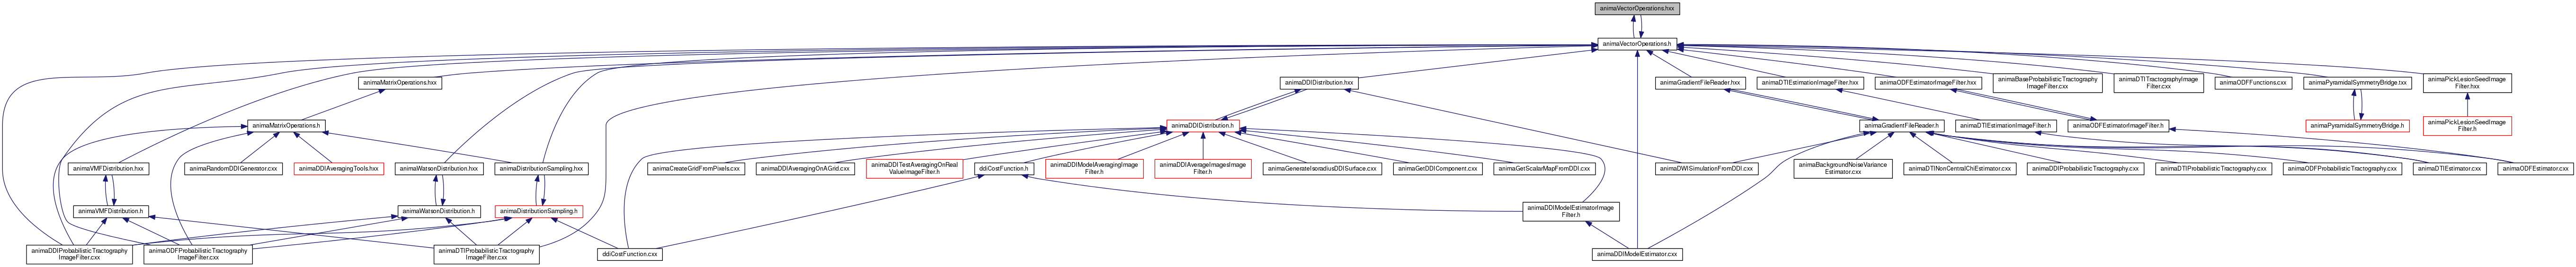 animaVectorOperations.hxx
animaVectorOperations.h
animaMatrixOperations.hxx
animaDDIDistribution.hxx
animaGradientFileReader.hxx
animaDTIEstimationImageFilter.hxx
animaODFEstimatorImageFilter.hxx
animaBaseProbabilisticTractography
ImageFilter.cxx
animaDTITractographyImage
Filter.cxx
animaODFFunctions.cxx
animaPyramidalSymmetryBridge.txx
animaPickLesionSeedImage
Filter.hxx
animaMatrixOperations.h
animaDDIDistribution.h
animaGradientFileReader.h
animaDTIEstimationImageFilter.h
animaODFEstimatorImageFilter.h
animaPyramidalSymmetryBridge.h
animaPickLesionSeedImage
Filter.h
animaVMFDistribution.hxx
animaRandomDDIGenerator.cxx
animaDDIAveragingTools.hxx
animaWatsonDistribution.hxx
animaDistributionSampling.hxx
animaCreateGridFromPixels.cxx
animaDDIAveragingOnAGrid.cxx
animaDDITestAveragingOnReal
ValueImageFilter.h
ddiCostFunction.h
animaDDIModelAveragingImage
Filter.h
animaDDIAverageImagesImage
Filter.h
animaGenerateIsoradiusDDISurface.cxx
animaGetDDIComponent.cxx
animaGetScalarMapFromDDI.cxx
animaDWISimulationFromDDI.cxx
animaBackgroundNoiseVariance
Estimator.cxx
animaDTINonCentralChiEstimator.cxx
animaDDIProbabilisticTractography.cxx
animaDTIProbabilisticTractography.cxx
animaODFProbabilisticTractography.cxx
animaDTIEstimator.cxx
animaODFEstimator.cxx
animaVMFDistribution.h
animaWatsonDistribution.h
animaDistributionSampling.h
animaDDIModelEstimatorImage
Filter.h
animaDDIProbabilisticTractography
ImageFilter.cxx
animaODFProbabilisticTractography
ImageFilter.cxx
animaDTIProbabilisticTractography
ImageFilter.cxx
ddiCostFunction.cxx
animaDDIModelEstimator.cxx